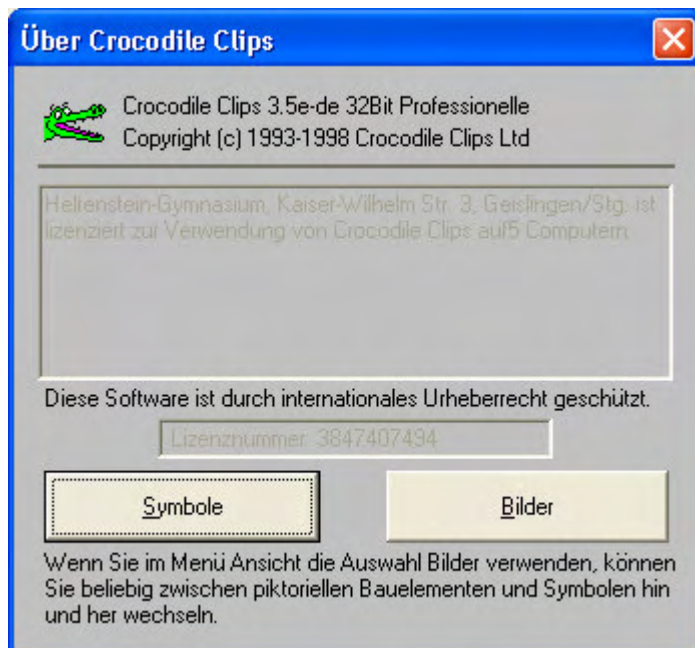 Über Crocodile Clips
Crocodile Clips 3.5e-de 32Bit Professionelle
Copyright (c) 1993-1998 Crocodile Clips Ltd
Helfenstein-Gymnasium, Kaiser-Wilhelm Str. 3, Geislingen/Stg. ist
lizenziert zur Verwendung von Crocodile Clips auf5 Computern.
Diese Software ist durch internationales Urheberrecht geschützt.
Lizenznummer: 3847407494
Symbole
Bilder
Wenn Sie im Menü Ansicht die Auswahl Bilder verwenden, können
Sie beliebig zwischen piktoriellen Bauelementen und Symbolen hin
und her wechseln.